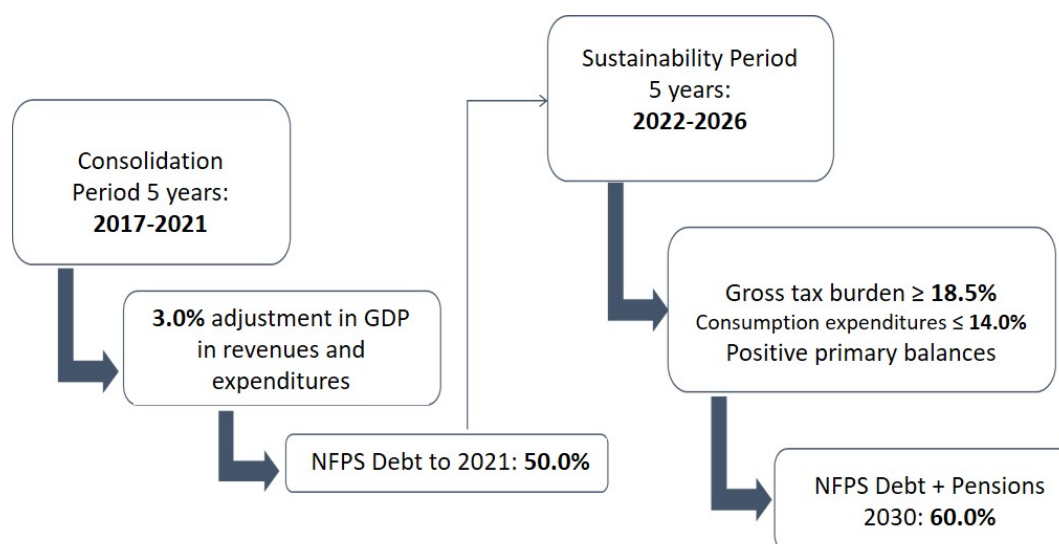 Consolidation
Period 5 years:
2017-2021
3.0% adjustment in GDP
in revenues and
expenditures
NFPS Debt to 2021: 50.0%
Sustainability Period
5 years:
2022-2026
Gross tax burden ≥ 18.5%
Consumption expenditures ≤ 14.0%
Positive primary balances
NFPS Debt + Pensions
2030: 60.0%